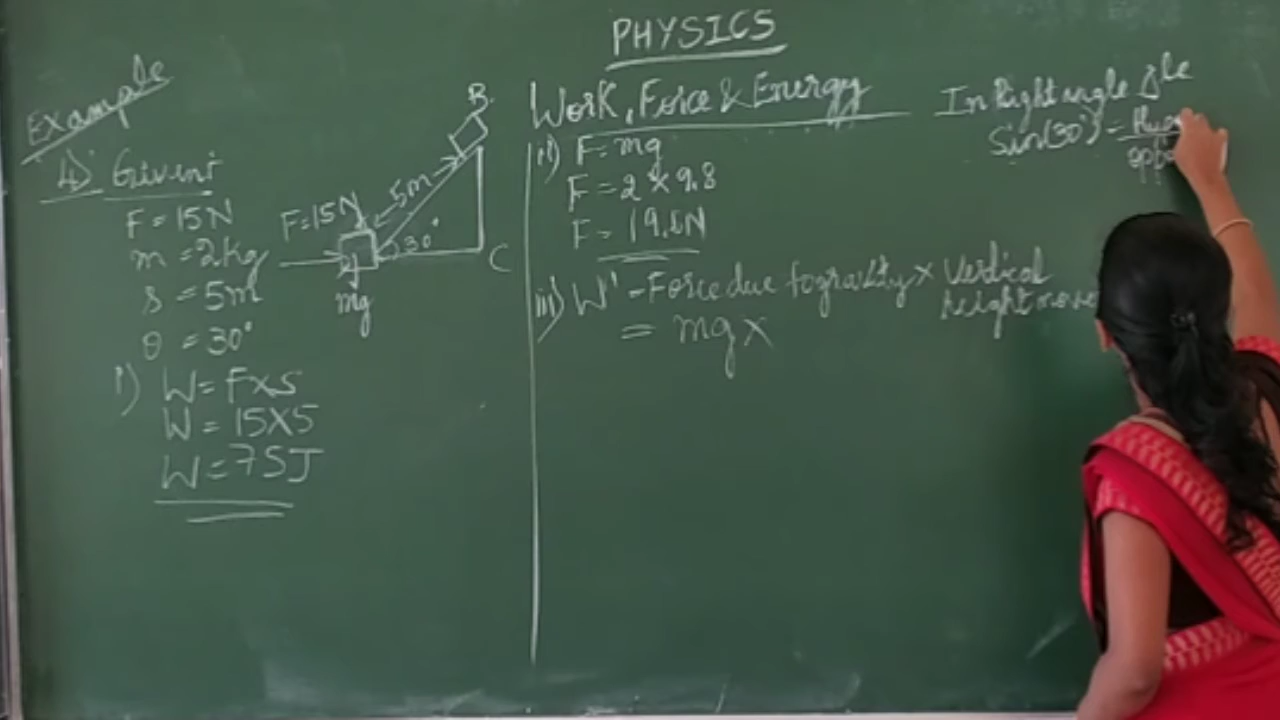 PHYSICS
Example
4) Given:
F = 15N
m = 2kg
s = 5m
θ = 30°
i) W = F×S
W = 15×5
W = 75J
B
5m
F=15N
30°
C
mg
Work, Force & Energy
ii) F = mg
F = 2 × 9.8
F = 19.6N
iii) W' = Force due to gravity × Vertical
height move
= mg ×
In Right angle Δle
Sin(30°) =